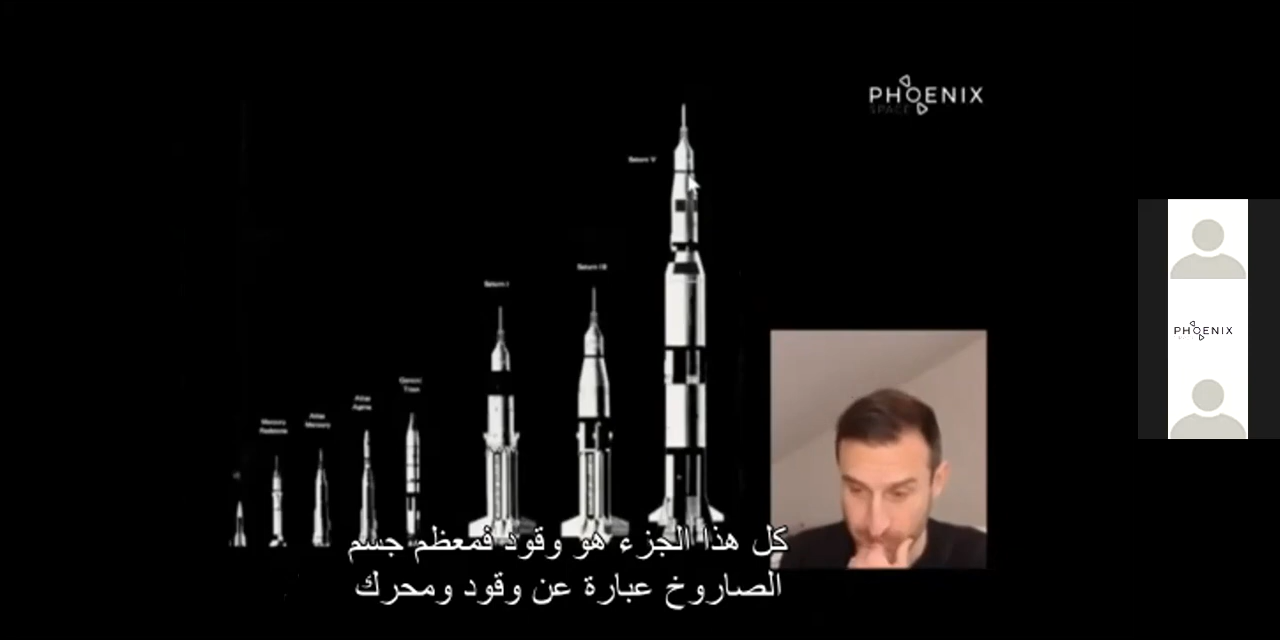 PHOENIX
SPACE
Saturn V
Saturn I
Saturn IB
Gemini
Titan
Atlas
Agena
Atlas
Mercury
Mercury
Redstone
PHOENIX
كل هذا الجزء هو وقود فمعظم جسم
الصاروخ عبارة عن وقود ومحرك